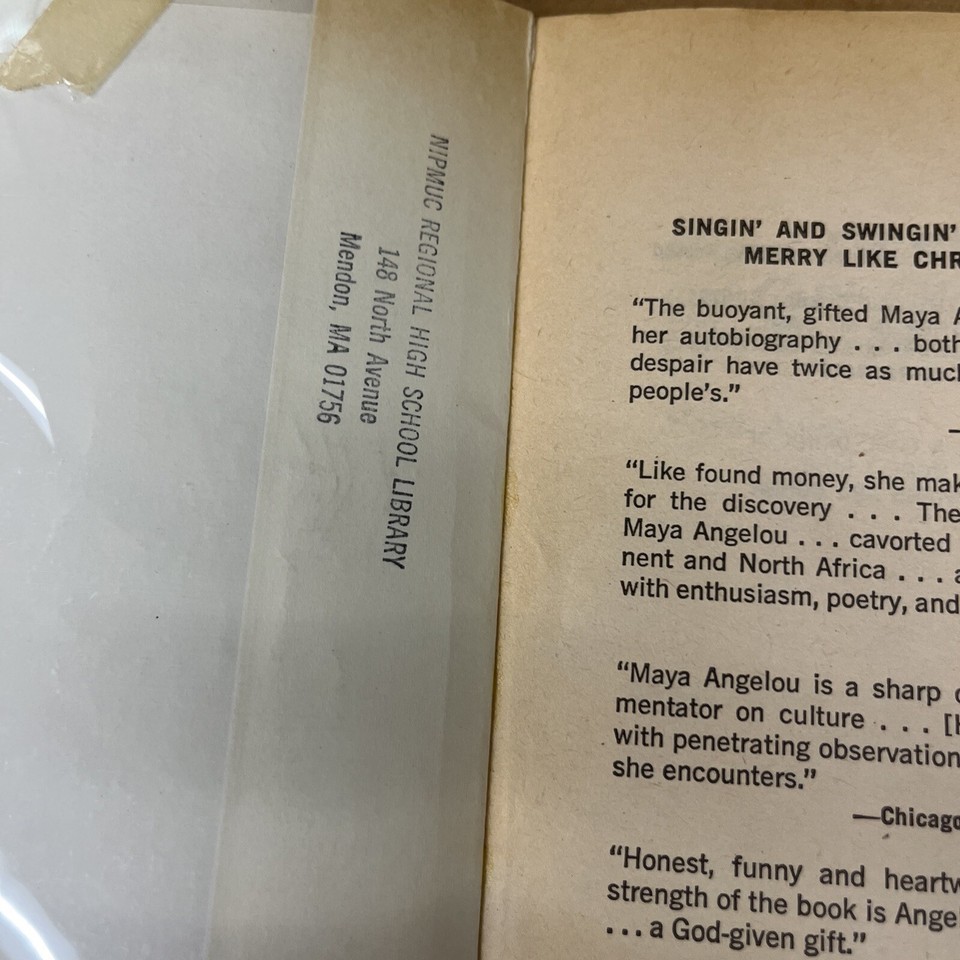 NIPMUC REGIONAL HIGH SCHOOL LIBRARY
148 North Avenue
Mendon, MA 01756
SINGIN’ AND SWINGIN’
MERRY LIKE CHR
“The buoyant, gifted Maya A
her autobiography . . . both
despair have twice as much
people’s.”
—
“Like found money, she mak
for the discovery . . . The
Maya Angelou . . . cavorted
nent and North Africa . . . a
with enthusiasm, poetry, and
“Maya Angelou is a sharp
mentator on culture . . . [H
with penetrating observation
she encounters.”
—Chicago
“Honest, funny and heartw
strength of the book is Ange
. . . a God-given gift.”